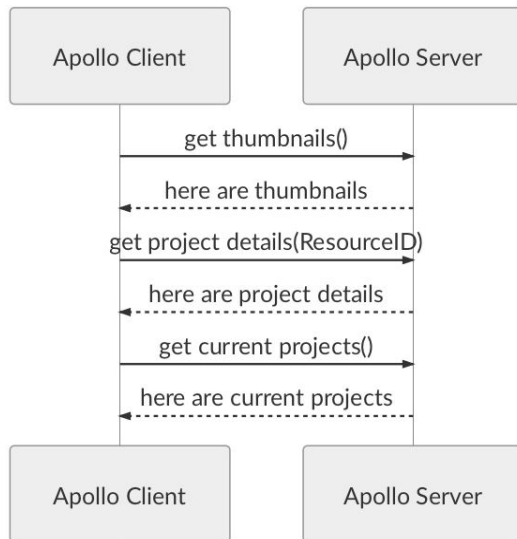 Apollo Client
Apollo Server
get thumbnails()
here are thumbnails
get project details(ResourceID)
here are project details
get current projects()
here are current projects
Apollo Client
Apollo Server